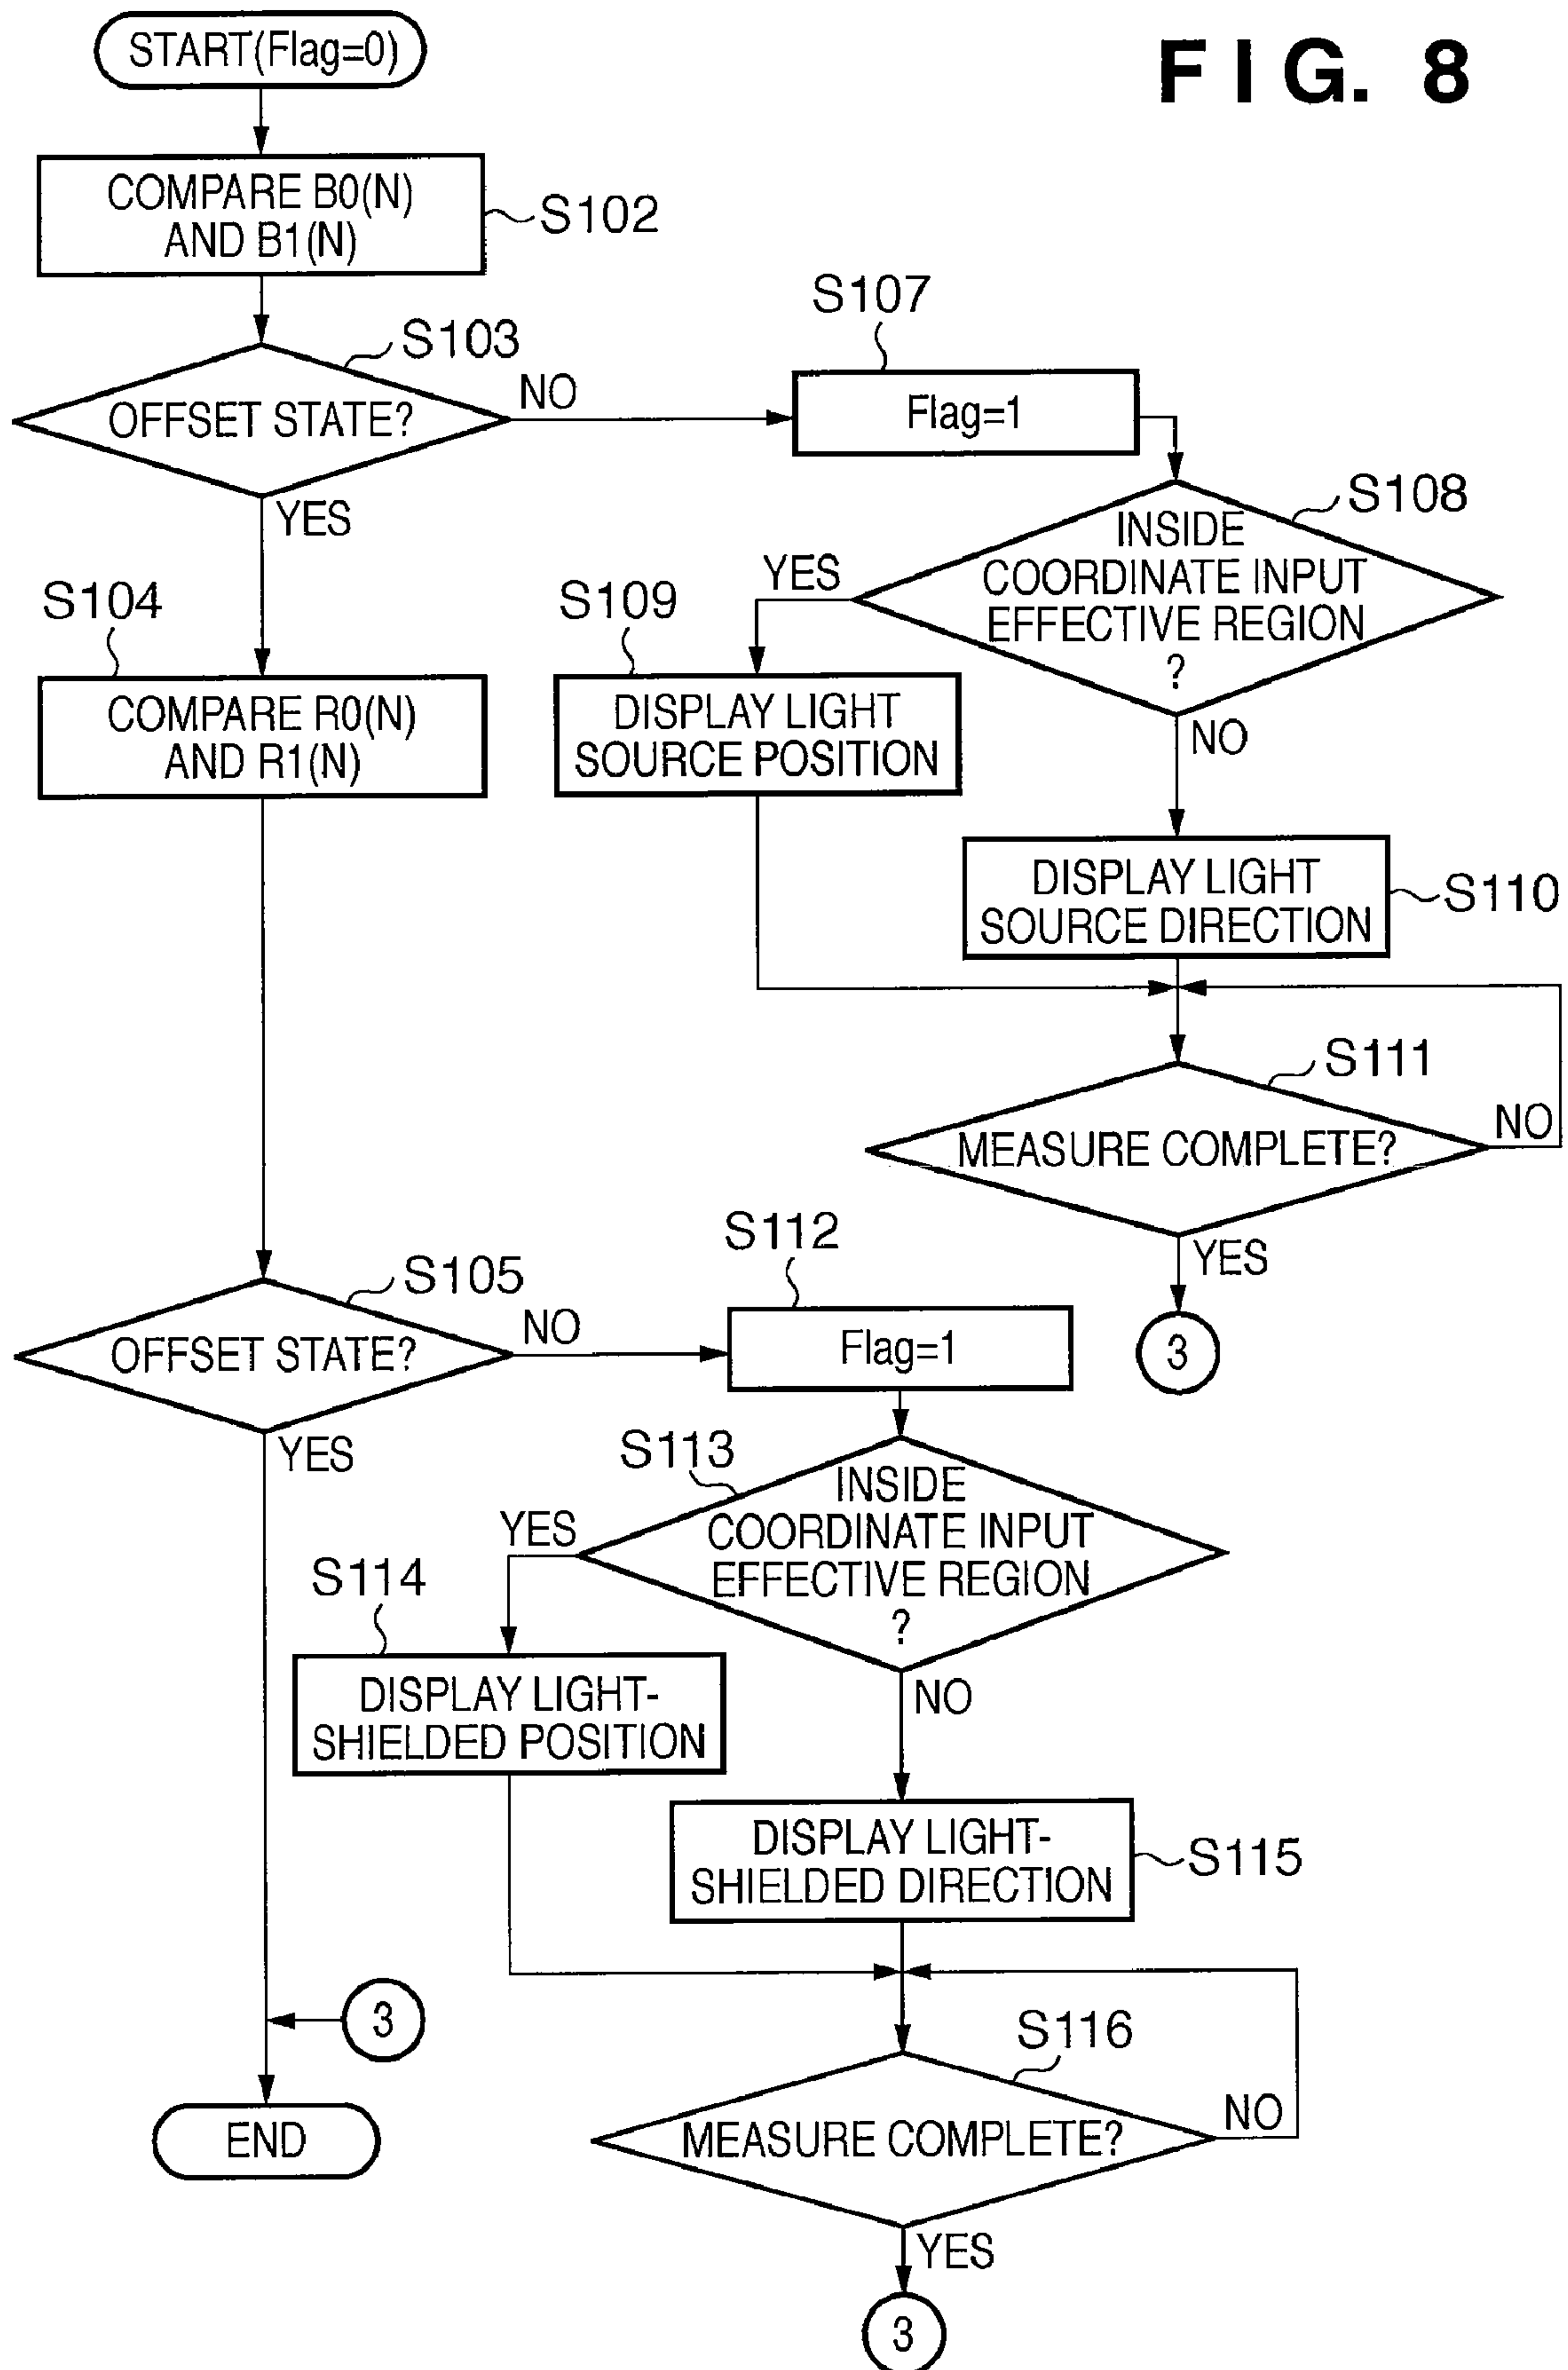 FIG. 8
START(Flag=0)
COMPARE B0(N)
AND B1(N)
S102
S103
OFFSET STATE?
NO
YES
S107
Flag=1
S108
INSIDE
COORDINATE INPUT
EFFECTIVE REGION
?
YES
NO
S109
DISPLAY LIGHT
SOURCE POSITION
S104
COMPARE R0(N)
AND R1(N)
DISPLAY LIGHT
SOURCE DIRECTION
S110
S111
MEASURE COMPLETE?
NO
YES
3
S105
OFFSET STATE?
NO
YES
S112
Flag=1
S113
INSIDE
COORDINATE INPUT
EFFECTIVE REGION
?
YES
NO
S114
DISPLAY LIGHT-
SHIELDED POSITION
DISPLAY LIGHT-
SHIELDED DIRECTION
S115
3
END
S116
MEASURE COMPLETE?
NO
YES
3